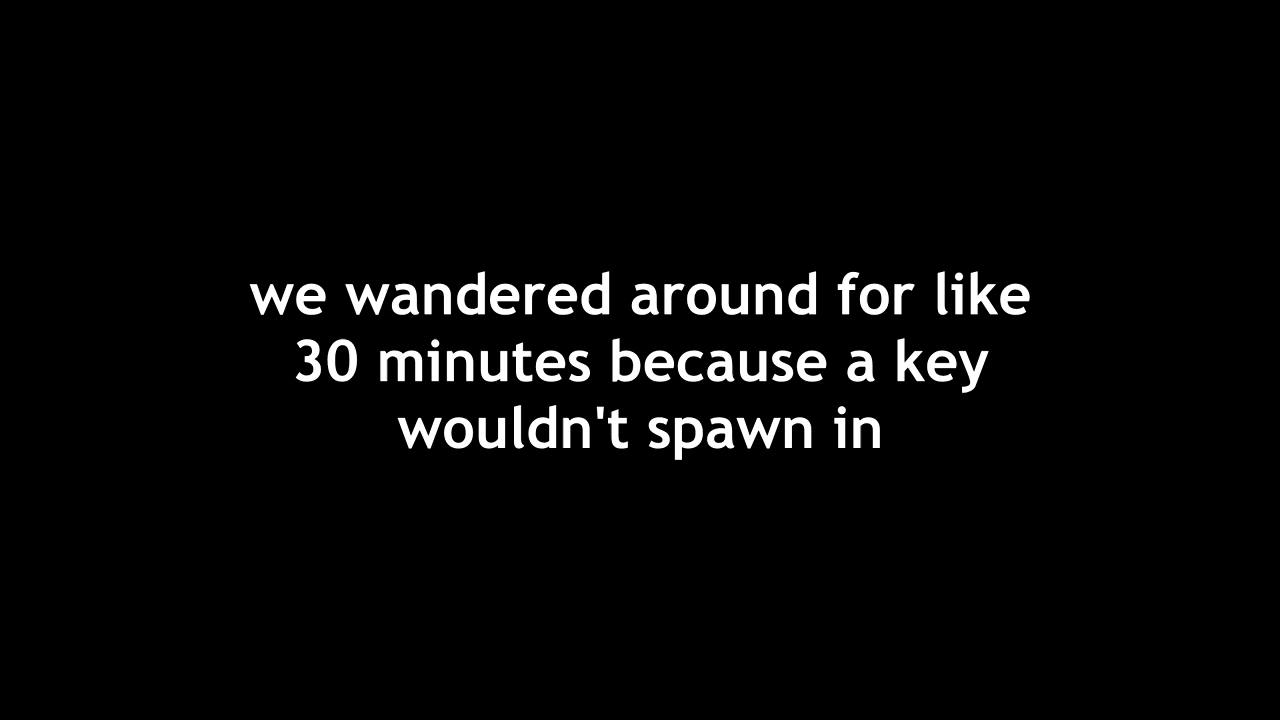 we wandered around for like
30 minutes because a key
wouldn't spawn in